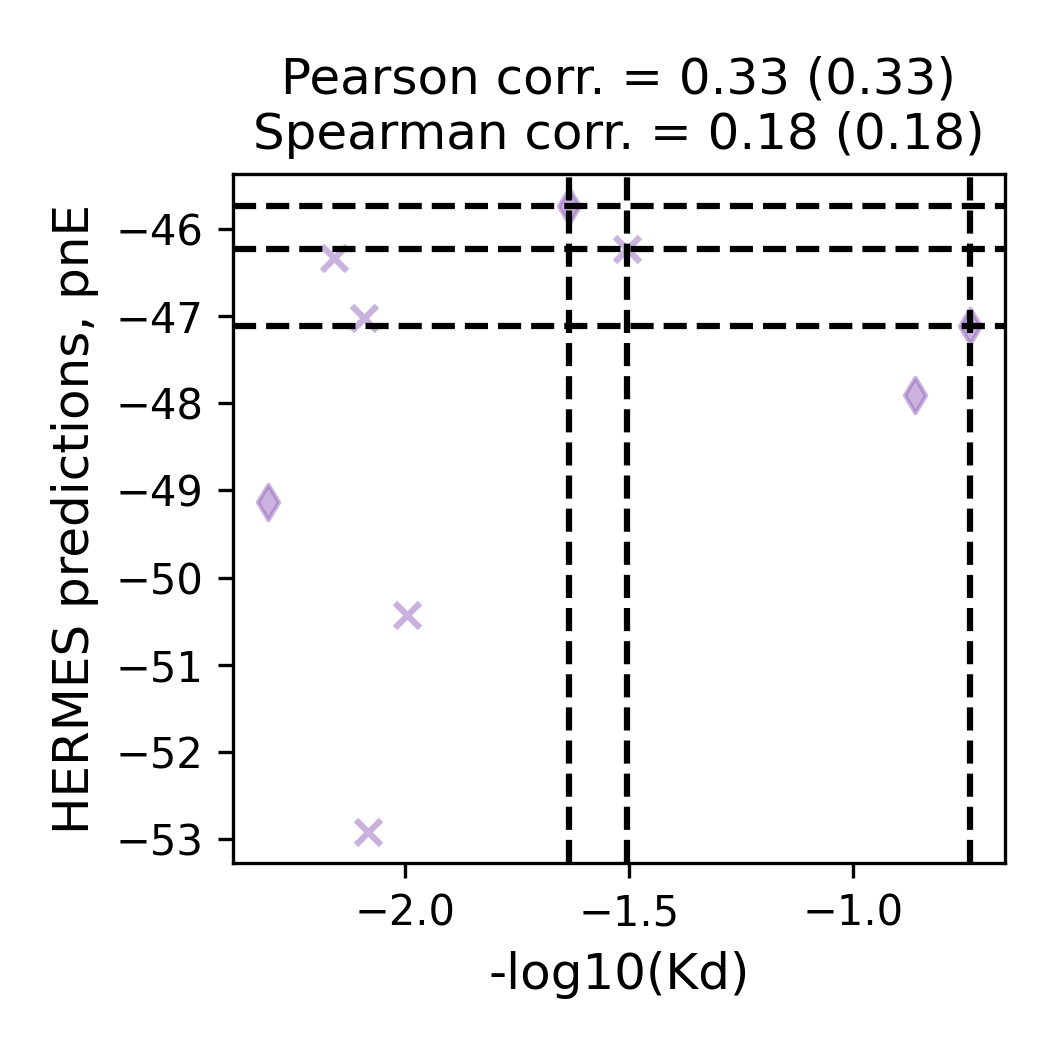 Pearson corr. = 0.33 (0.33)
Spearman corr. = 0.18 (0.18)
HERMES predictions, pnE
−46
−47
−48
−49
−50
−51
−52
−53
−2.0
−1.5
−1.0
-log10(Kd)